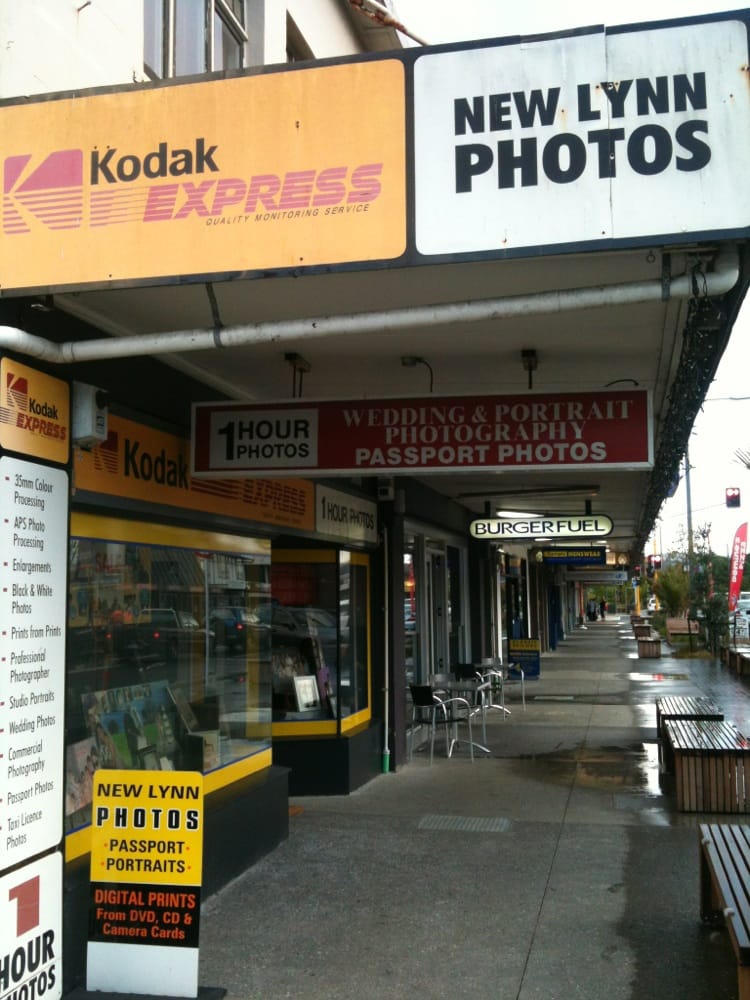 Kodak
EXPRESS
QUALITY MONITORING SERVICE
NEW LYNN
PHOTOS
Kodak
EXPRESS
- 35mm Colour
Processing
- APS Photo
Processing
- Enlargements
- Black & White
Photos
- Prints from Prints
- Professional
Photographer
- Studio Portraits
- Wedding Photos
- Commercial
Photography
- Passport Photos
- Taxi Licence
Photos
1
HOUR
PHOTOS
Kodak
EXPRESS
1 HOUR PHOTOS
1 HOUR
PHOTOS
WEDDING & PORTRAIT
PHOTOGRAPHY
PASSPORT PHOTOS
BURGERFUEL
MENSWEAR
NEW LYNN
PHOTOS
· PASSPORT ·
· PORTRAITS ·
DIGITAL PRINTS
From DVD, CD &
Camera Cards